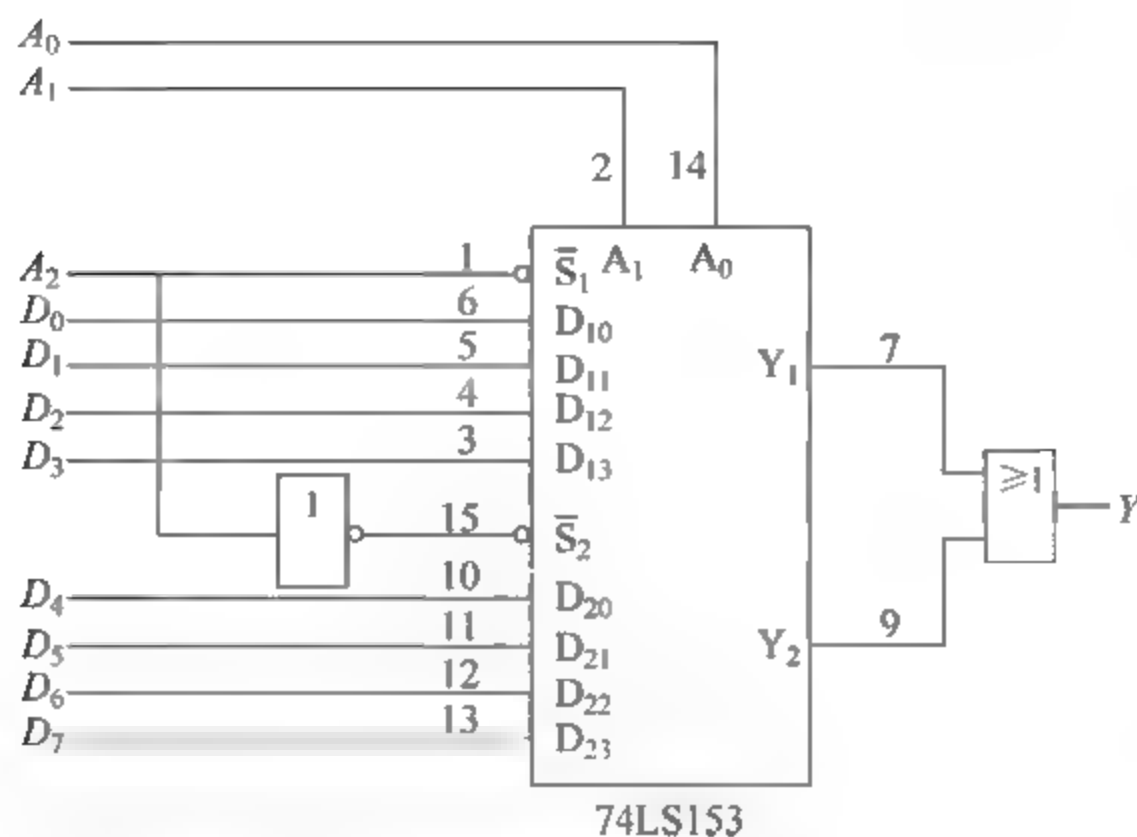 A₀
A₁
2 14
A₂ 1 S̅₁ A₁ A₀
D₀ 6 D₁₀
D₁ 5 D₁₁ Y₁ 7
D₂ 4 D₁₂
D₃ 3 D₁₃
≥1 Y
1 15 S̅₂
D₄ 10 D₂₀
D₅ 11 D₂₁ Y₂ 9
D₆ 12 D₂₂
D₇ 13 D₂₃
74LS153